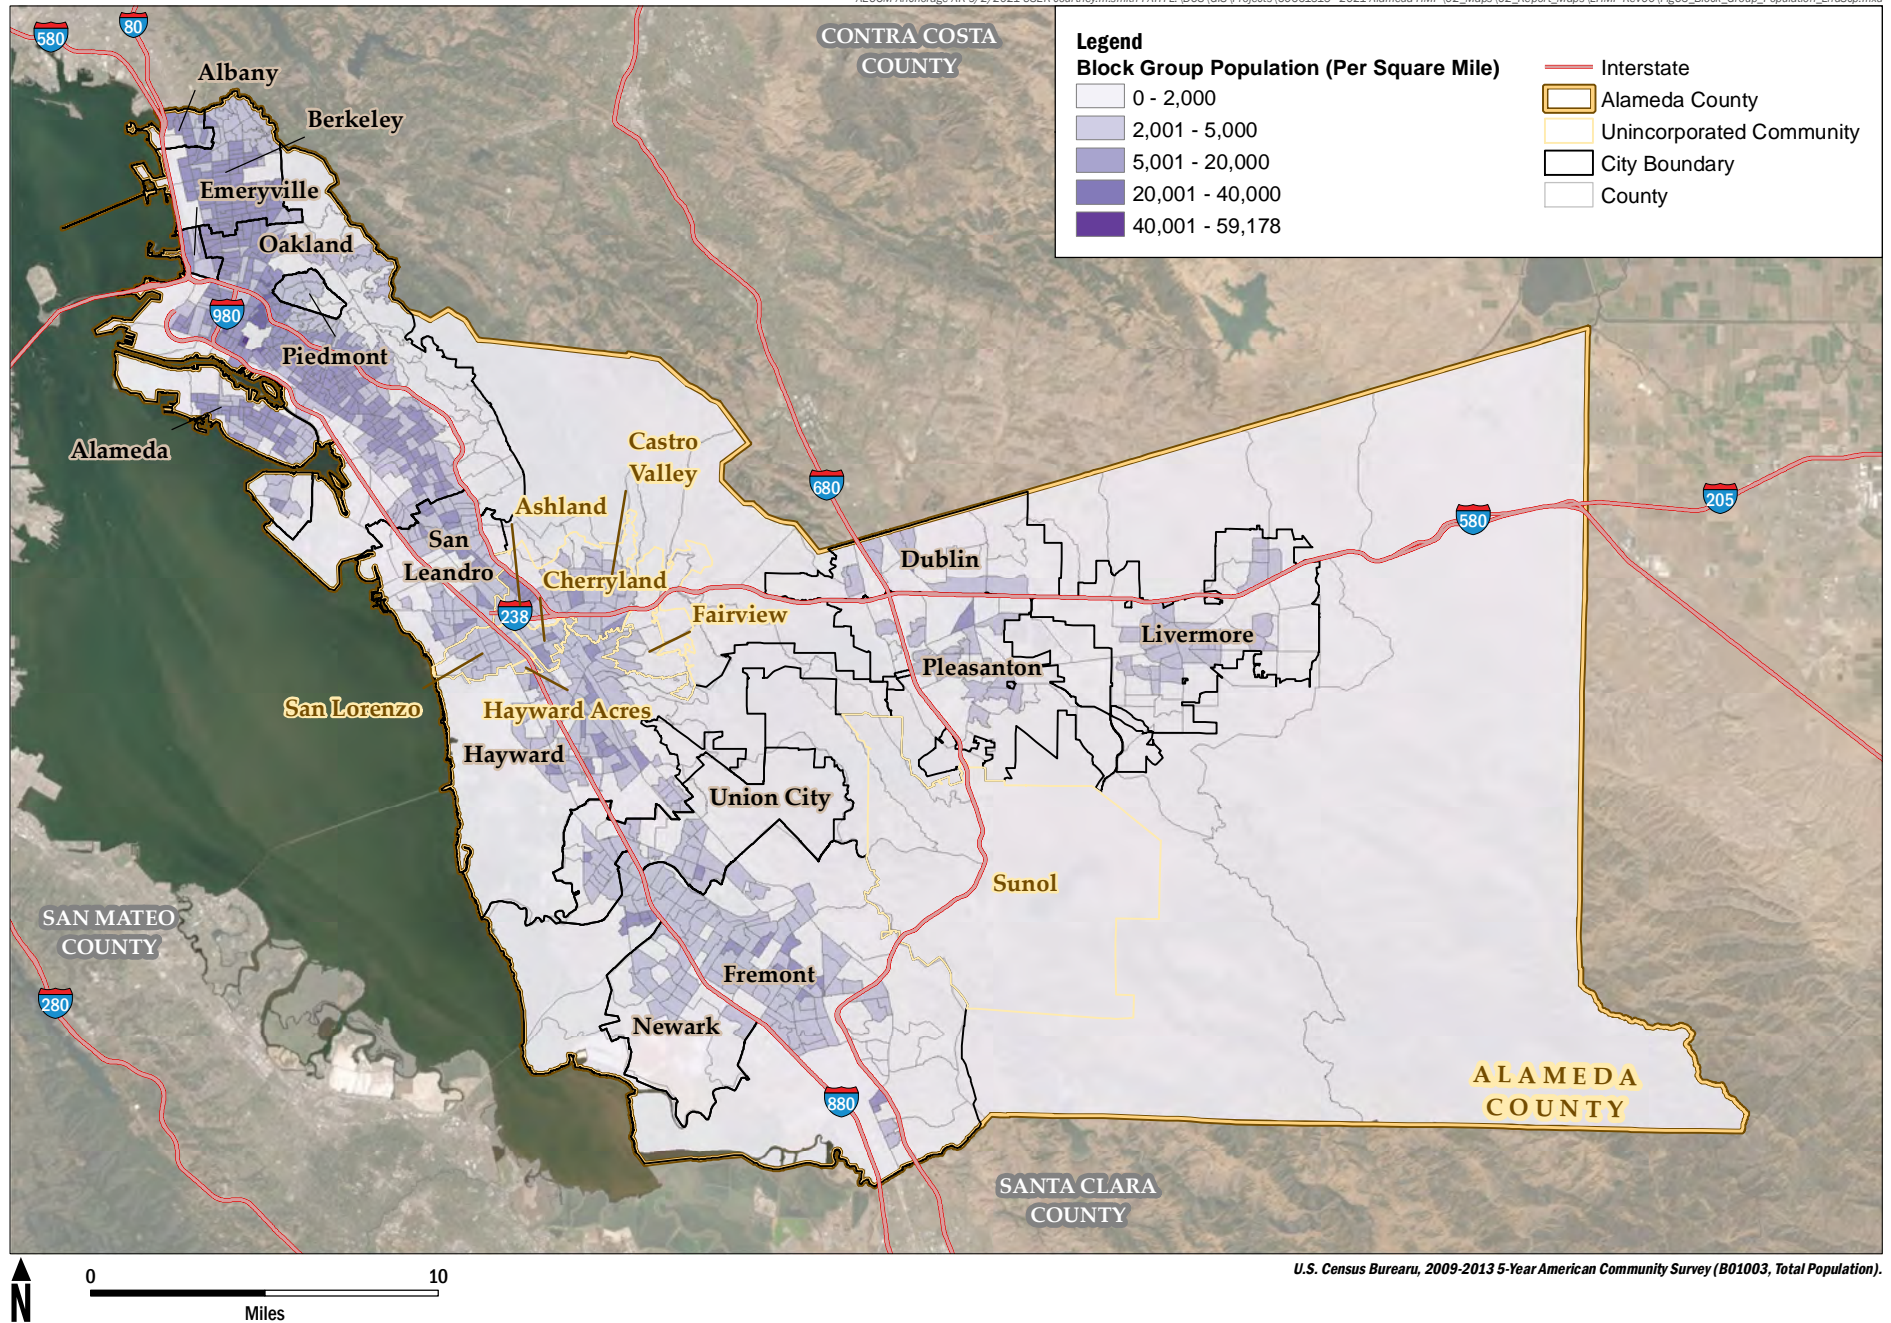 580
80
CONTRA COSTA
COUNTY
Legend
Block Group Population (Per Square Mile)
0 - 2,000
2,001 - 5,000
5,001 - 20,000
20,001 - 40,000
40,001 - 59,178
Interstate
Alameda County
Unincorporated Community
City Boundary
County
Albany
Berkeley
Emeryville
Oakland
980
Piedmont
Alameda
Castro
Valley
Ashland
680
580
205
San
Leandro
Cherryland
Dublin
238
Fairview
Livermore
Pleasanton
San Lorenzo
Hayward Acres
Hayward
Union City
Sunol
SAN MATEO
COUNTY
Fremont
280
Newark
ALAMEDA
COUNTY
880
SANTA CLARA
COUNTY
N
0
10
Miles
U.S. Census Burearu, 2009-2013 5-Year American Community Survey (B01003, Total Population).